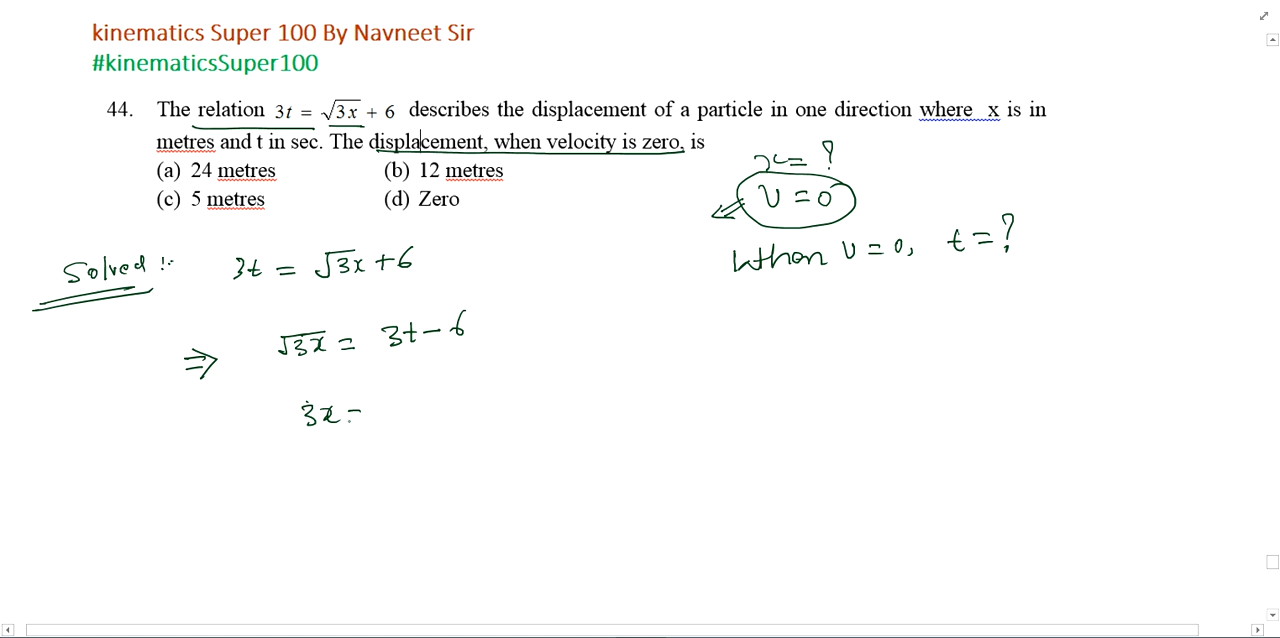 kinematics Super 100 By Navneet Sir
#kinematicsSuper100
44. The relation 3t = √3x + 6 describes the displacement of a particle in one direction where x is in
metres and t in sec. The displacement, when velocity is zero, is
(a) 24 metres (b) 12 metres
(c) 5 metres (d) Zero
x = ?
v = 0
When v = 0, t = ?
Solved :-
3t = √3x + 6
⇒ √3x = 3t - 6
3x =